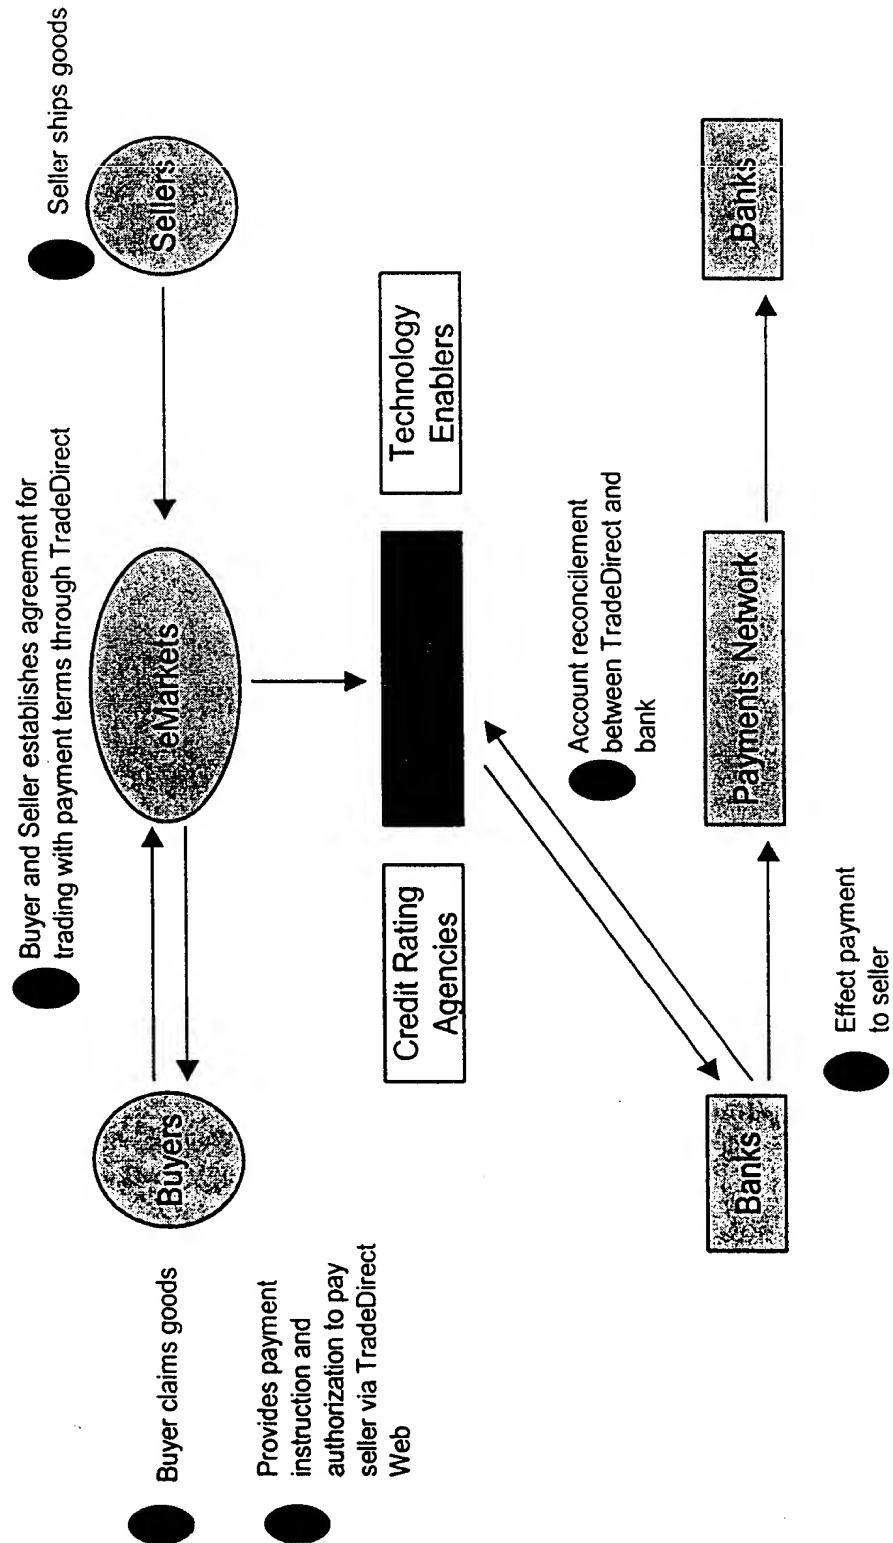 Buyer and Seller establishes agreement for
trading with payment terms through TradeDirect
Seller ships goods
Buyer claims goods
Buyers
eMarkets
Sellers
Provides payment
instruction and
authorization to pay
seller via TradeDirect
Web
Credit Rating
Agencies
Technology
Enablers
Account reconcilement
between TradeDirect and
bank
Banks
Payments Network
Banks
Effect payment
to seller